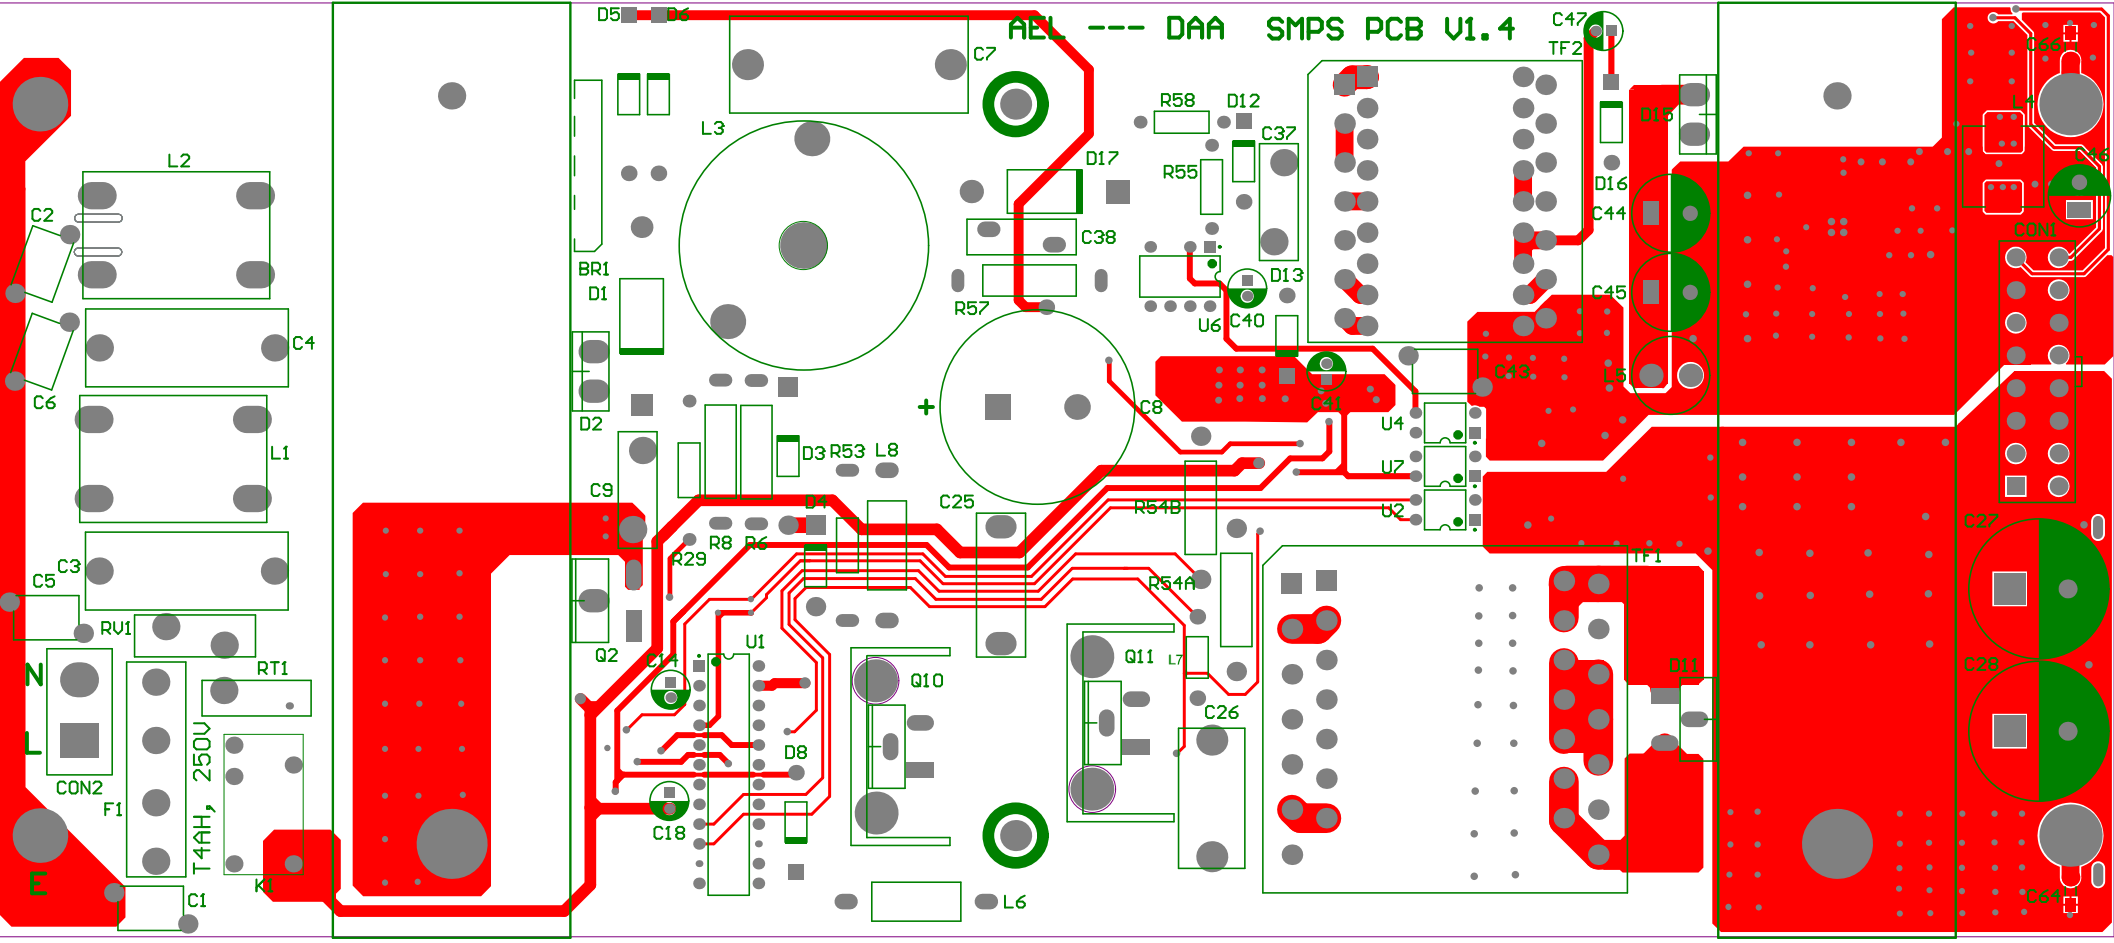 D5 D6
AEL --- DAA SMPS PCB V1.4
C47
TF2
C7
C66
L3
R58
D12
C37
D15
L4
L2
D17
R55
D16
C46
C2
C38
C44
CON1
BR1
D1
R57
D13
C45
U6
C40
C4
C43
L5
C6
D2
+
C8
C41
U4
L1
D3
R53
L8
U7
C9
D4
C25
R54B
U2
C27
R8
R6
R29
TF1
C3
C5
R54A
RV1
U1
C14
Q2
Q11
L7
D11
C28
N
RT1
Q10
C26
L
T4AH, 250V
D8
CON2
F1
C18
E
K1
C1
L6
C64